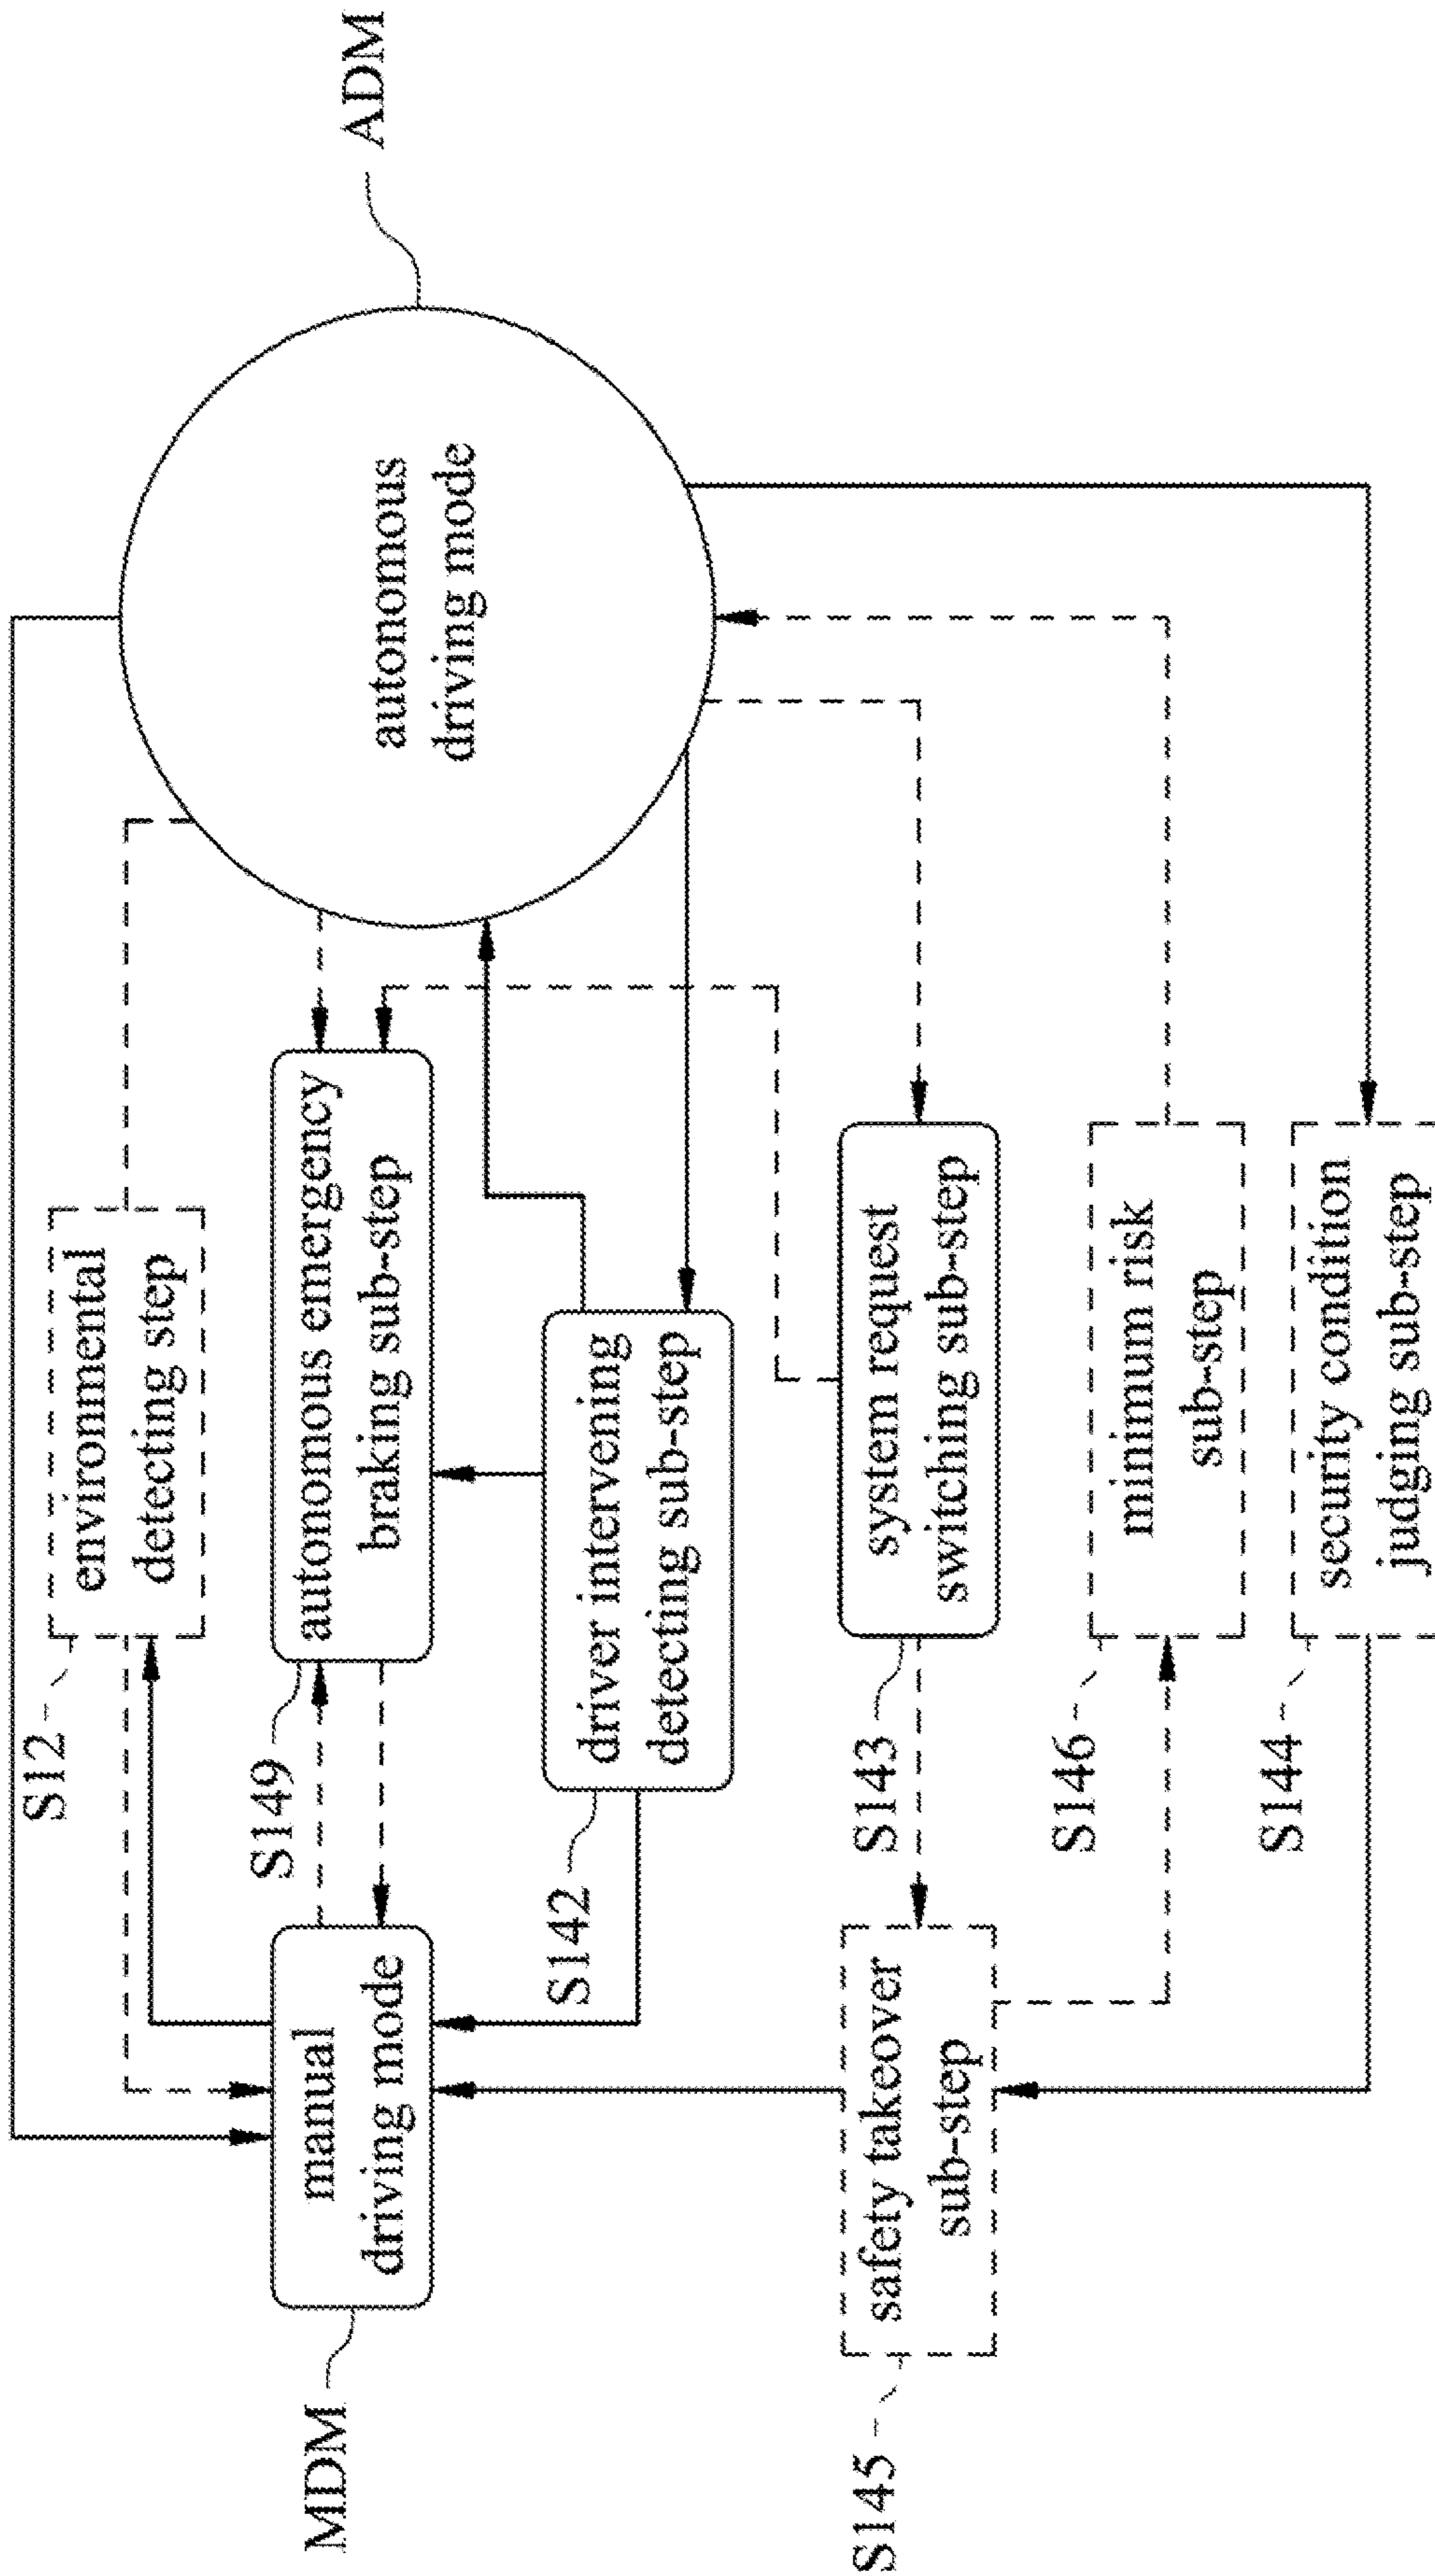 S12
environmental
detecting step
MDM
manual
driving mode
S149
autonomous emergency
braking sub-step
autonomous
driving mode
ADM
S142
driver intervening
detecting sub-step
S145
safety takeover
sub-step
S143
system request
switching sub-step
S146
minimum risk
sub-step
S144
security condition
judging sub-step